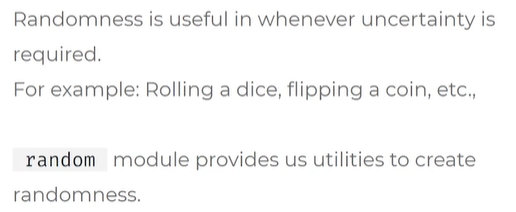 Randomness is useful in whenever uncertainty is
required.
For example: Rolling a dice, flipping a coin, etc.,
random module provides us utilities to create
randomness.